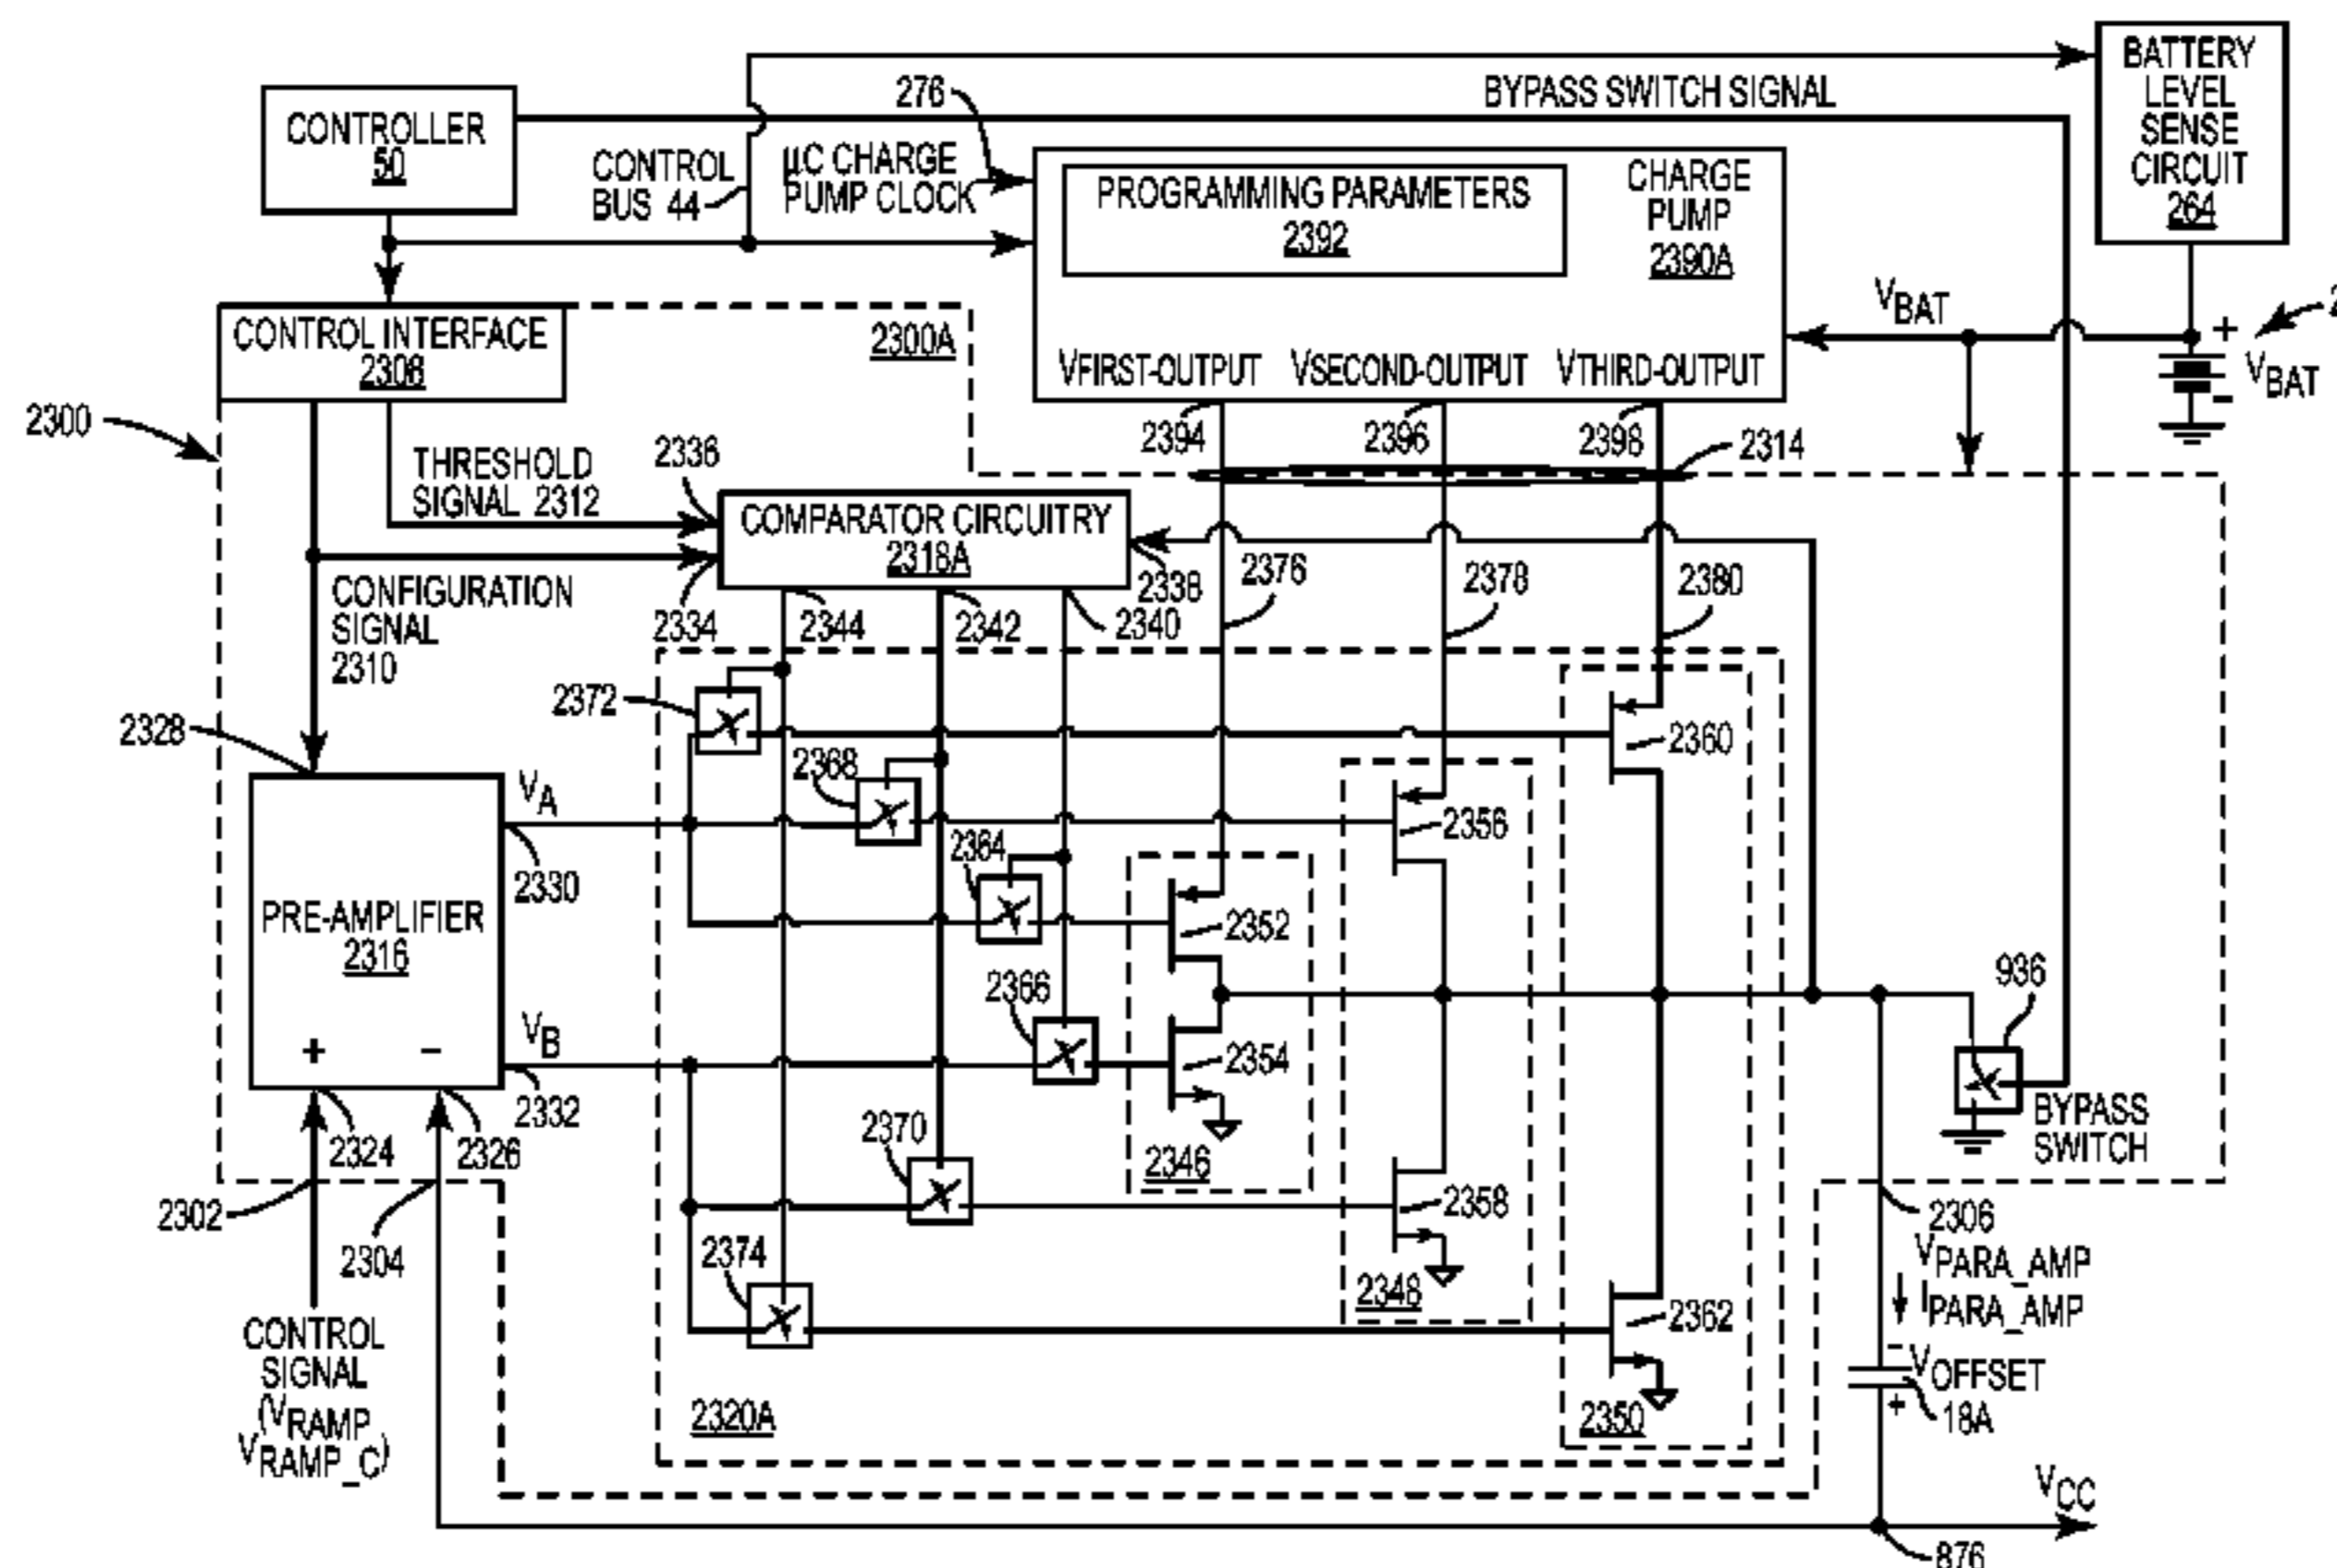 BATTERY
LEVEL
SENSE
CIRCUIT
264
BYPASS SWITCH SIGNAL
276
CONTROLLER
50
CONTROL
BUS 44
µC CHARGE
PUMP CLOCK
PROGRAMMING PARAMETERS
2392
CHARGE
PUMP
2390A
VBAT
+
VBAT
-
CONTROL INTERFACE
2308
2300A
VFIRST-OUTPUT
VSECOND-OUTPUT
VTHIRD-OUTPUT
2300
2394
2396
2398
2314
THRESHOLD
SIGNAL 2312
2336
COMPARATOR CIRCUITRY
2318A
2338
2376
2378
2380
CONFIGURATION
SIGNAL
2310
2334
2344
2342
2340
2372
2328
2360
2368
VA
2356
2330
2364
2352
PRE-AMPLIFIER
2316
2366
936
VB
+
-
2354
2332
BYPASS
SWITCH
2324
2326
2370
2346
2302
2304
2358
2306
2374
VPARA_AMP
IPARA_AMP
2348
2362
CONTROL
SIGNAL
(VRAMP
VRAMP_C)
-
VOFFSET
+
18A
2320A
2350
VCC
876